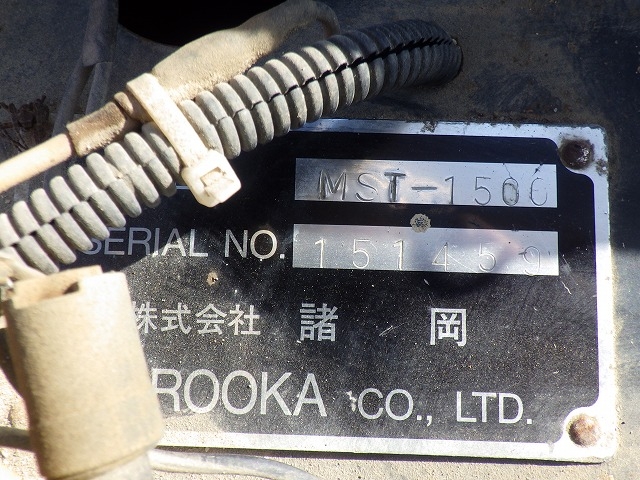 MST-1500
SERIAL NO. 151459
株式会社 諸 岡
ROOKA CO., LTD.